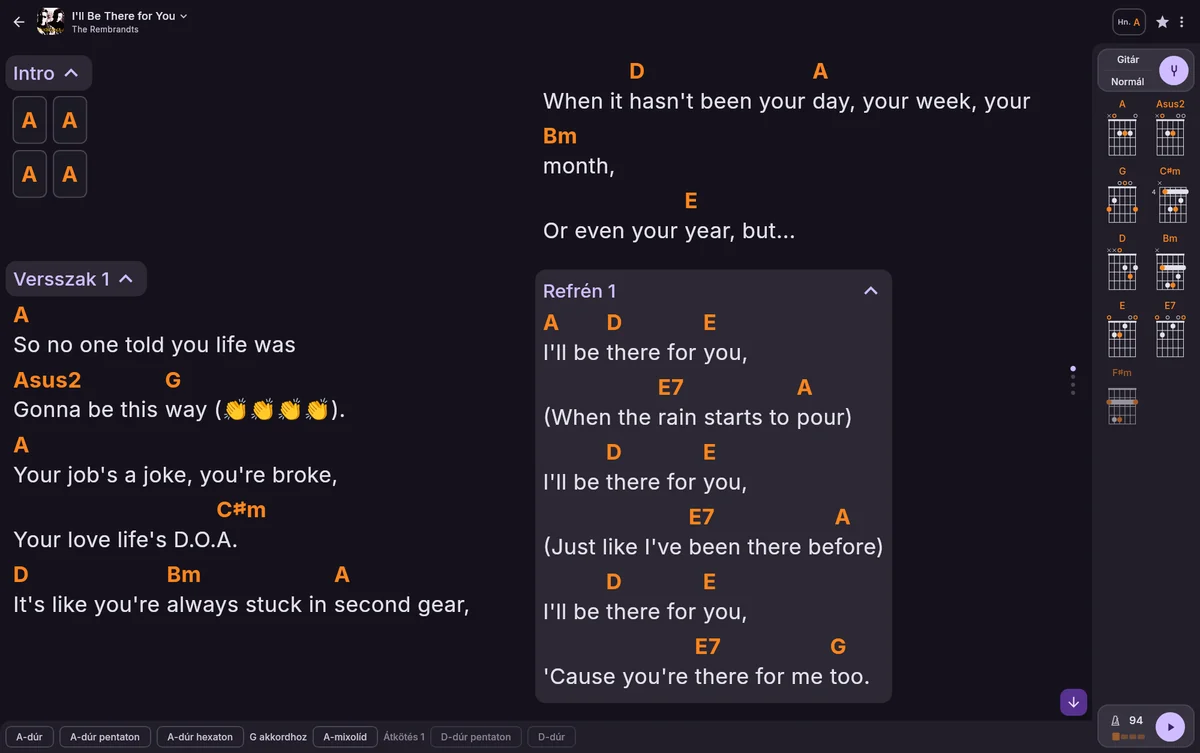 I'll Be There for You
The Rembrandts
Hn. A
Intro
A A
A A
Versszak 1
A
So no one told you life was
Asus2 G
Gonna be this way (👏👏👏👏).
A
Your job's a joke, you're broke,
C#m
Your love life's D.O.A.
D Bm A
It's like you're always stuck in second gear,
D A
When it hasn't been your day, your week, your
Bm
month,
E
Or even your year, but...
Refrén 1
A D E
I'll be there for you,
E7 A
(When the rain starts to pour)
D E
I'll be there for you,
E7 A
(Just like I've been there before)
D E
I'll be there for you,
E7 G
'Cause you're there for me too.
Gitár
Normál
A Asus2
G C#m
4
D Bm
E E7
F#m
94
A-dúr A-dúr pentaton A-dúr hexaton G akkordhoz A-mixolíd Átkötés 1 D-dúr pentaton D-dúr